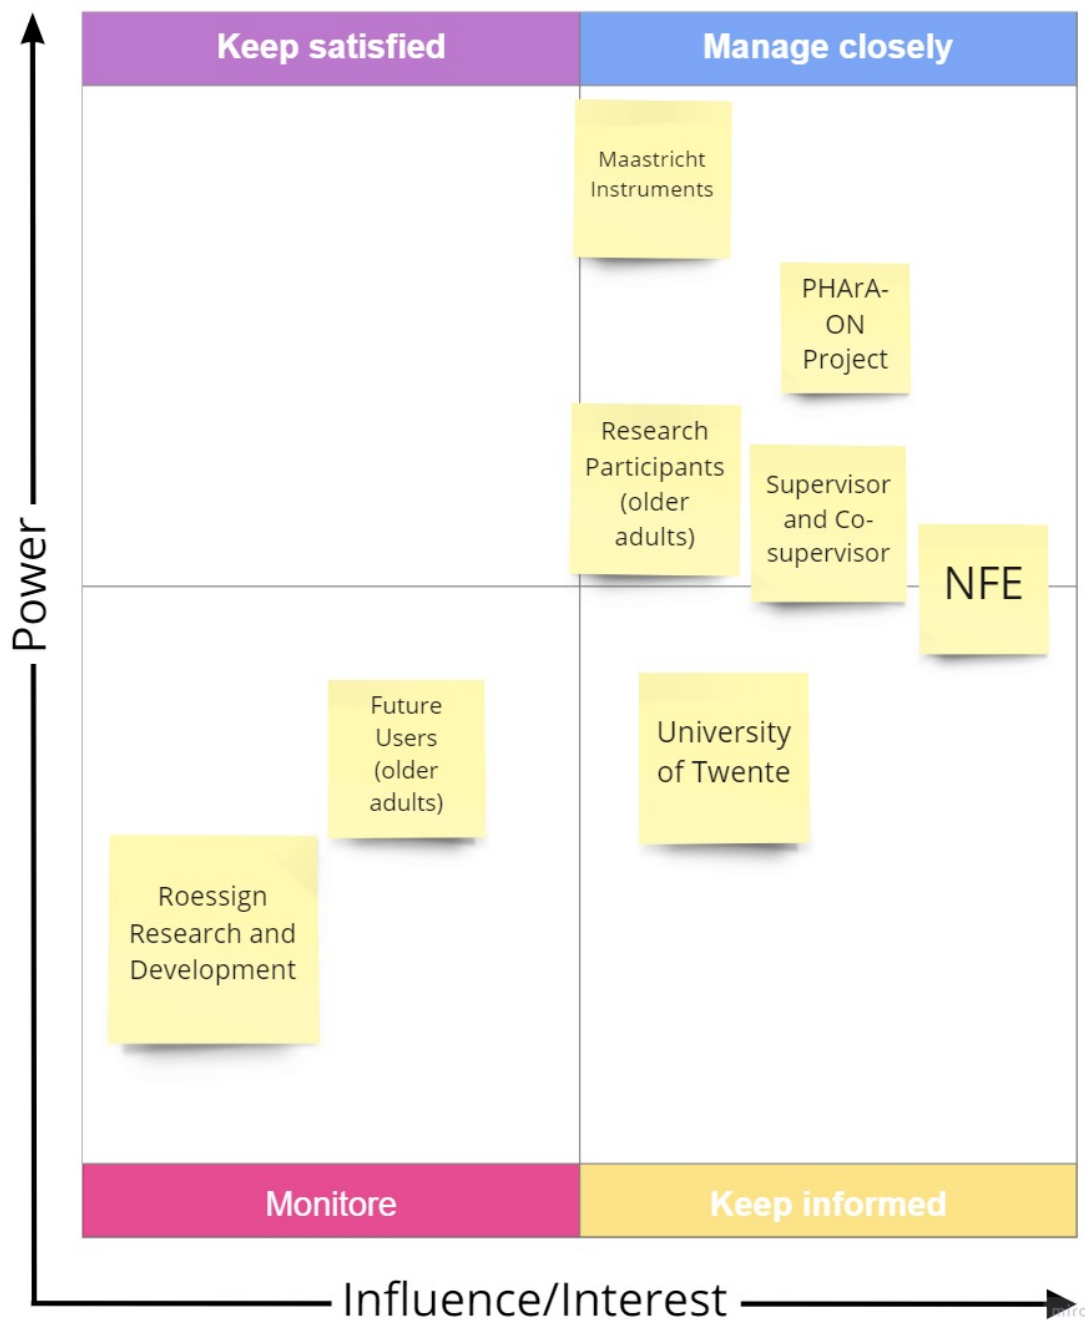 Keep satisfied
Manage closely
Maastricht
Instruments
PHArA-
ON
Project
Research
Participants
(older
adults)
Supervisor
and Co-
supervisor
NFE
Power
Future
Users
(older
adults)
University
of Twente
Roessign
Research and
Development
Monitore
Keep informed
Influence/Interest
miro